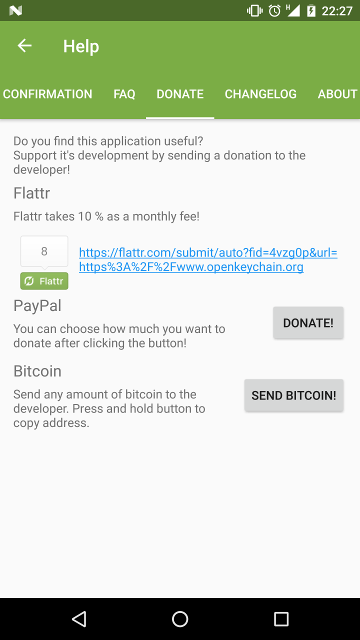 H
22:27
Help
CONFIRMATION FAQ DONATE CHANGELOG ABOUT
Do you find this application useful?
Support it's development by sending a donation to the
developer!
Flattr
Flattr takes 10 % as a monthly fee!
8
Flattr
https://flattr.com/submit/auto?fid=4vzg0p&url=
https%3A%2F%2Fwww.openkeychain.org
PayPal
You can choose how much you want to
donate after clicking the button!
DONATE!
Bitcoin
Send any amount of bitcoin to the
developer. Press and hold button to
copy address.
SEND BITCOIN!